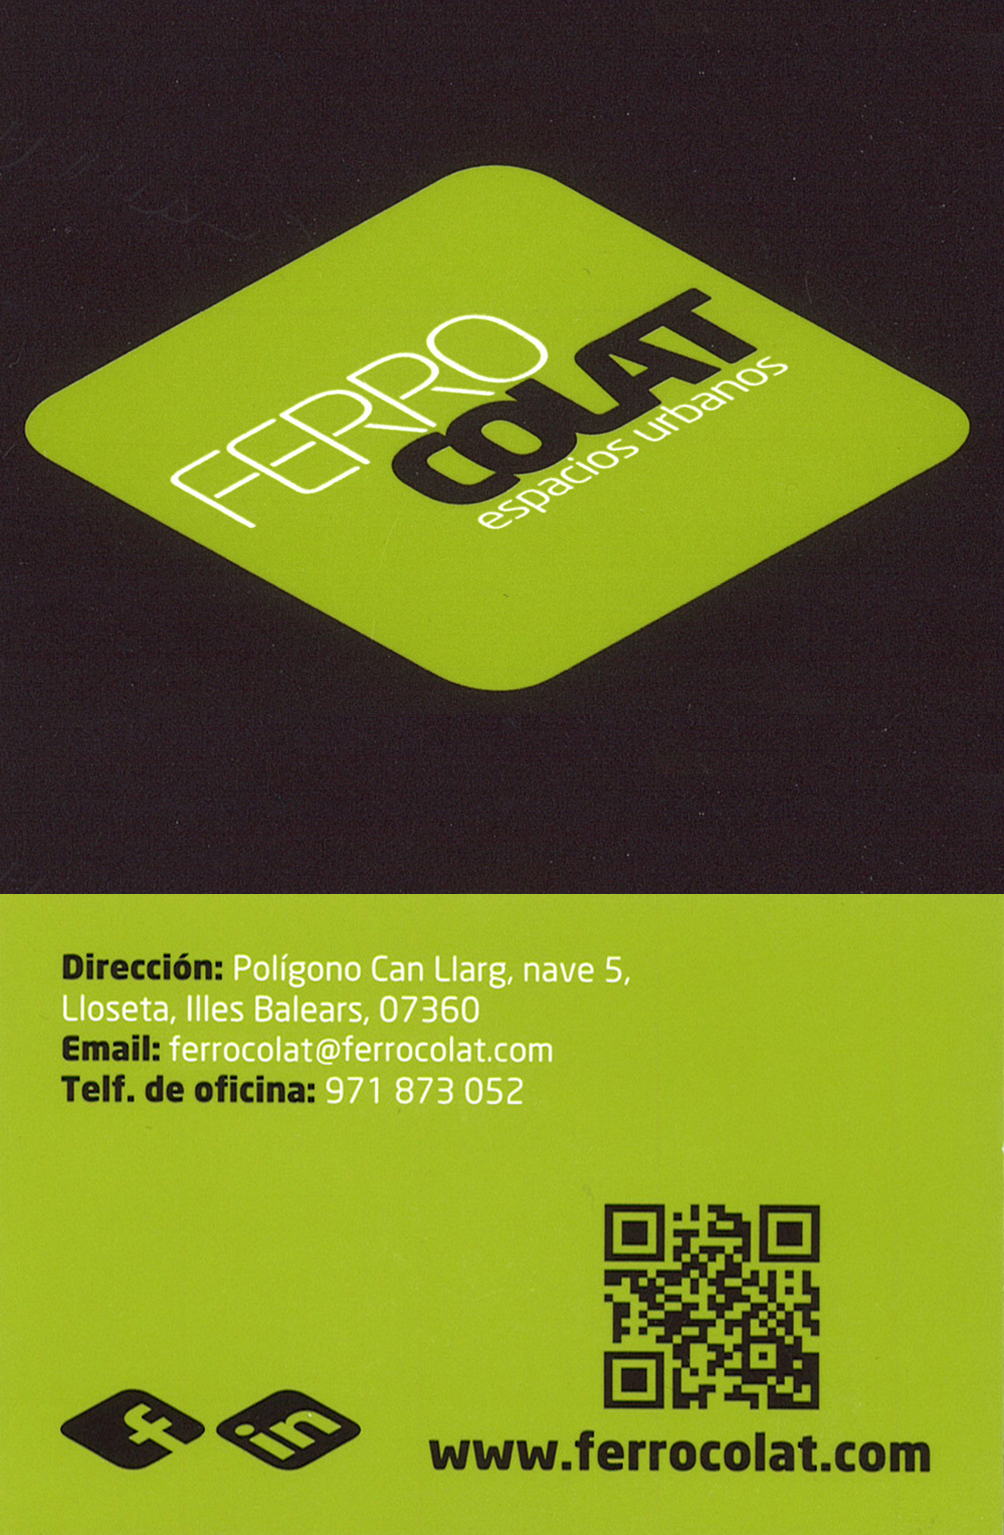 FERRO
COLAT
espacios urbanos
Dirección: Polígono Can Llarg, nave 5,
Lloseta, Illes Balears, 07360
Email: ferrocolat@ferrocolat.com
Telf. de oficina: 971 873 052
f in
www.ferrocolat.com